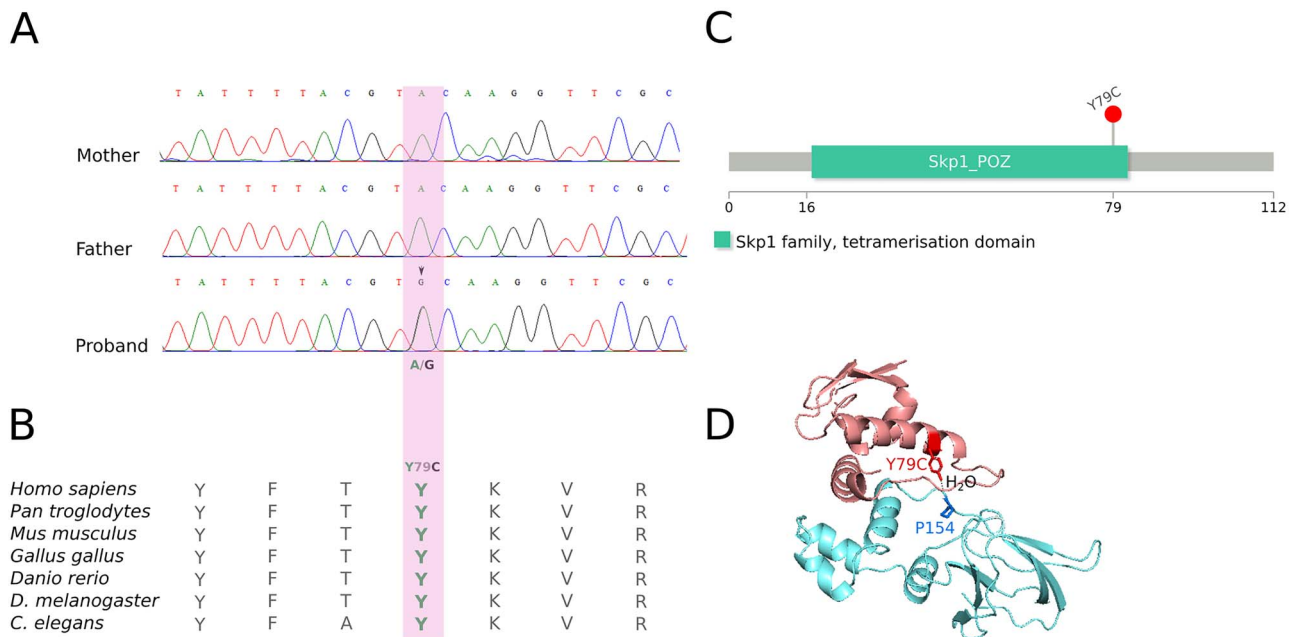 A
T A T T T T A C G T A C A A G G T T C G C
Mother
T A T T T T A C G T A C A A G G T T C G C
Father
T A T T T T A C G T G C A A G G T T C G C
Proband
A/G
B
Y79C
Homo sapiens Y F T Y K V R
Pan troglodytes Y F T Y K V R
Mus musculus Y F T Y K V R
Gallus gallus Y F T Y K V R
Danio rerio Y F T Y K V R
D. melanogaster Y F T Y K V R
C. elegans Y F A Y K V R
C
Y79C
Skp1_POZ
0 16 79 112
Skp1 family, tetramerisation domain
D
Y79C
H₂O
P154